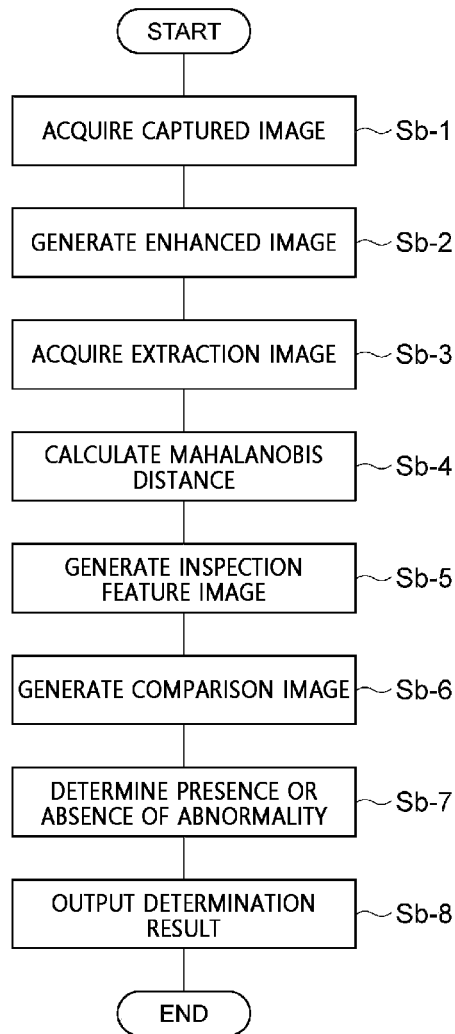 START
ACQUIRE CAPTURED IMAGE
Sb-1
GENERATE ENHANCED IMAGE
Sb-2
ACQUIRE EXTRACTION IMAGE
Sb-3
CALCULATE MAHALANOBIS
DISTANCE
Sb-4
GENERATE INSPECTION
FEATURE IMAGE
Sb-5
GENERATE COMPARISON IMAGE
Sb-6
DETERMINE PRESENCE OR
ABSENCE OF ABNORMALITY
Sb-7
OUTPUT DETERMINATION
RESULT
Sb-8
END